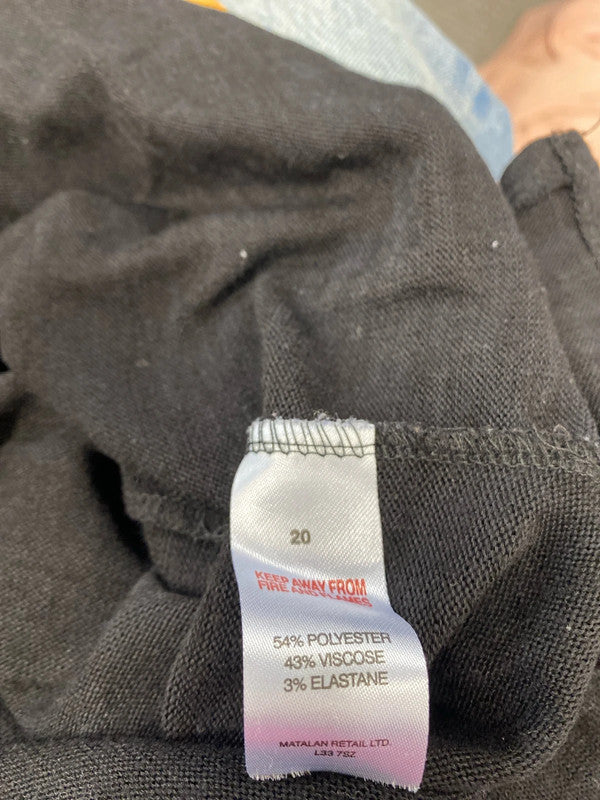 20
KEEP AWAY FROM
FIRE AND FLAMES
54% POLYESTER
43% VISCOSE
3% ELASTANE
MATALAN RETAIL LTD.
L33 7SZ